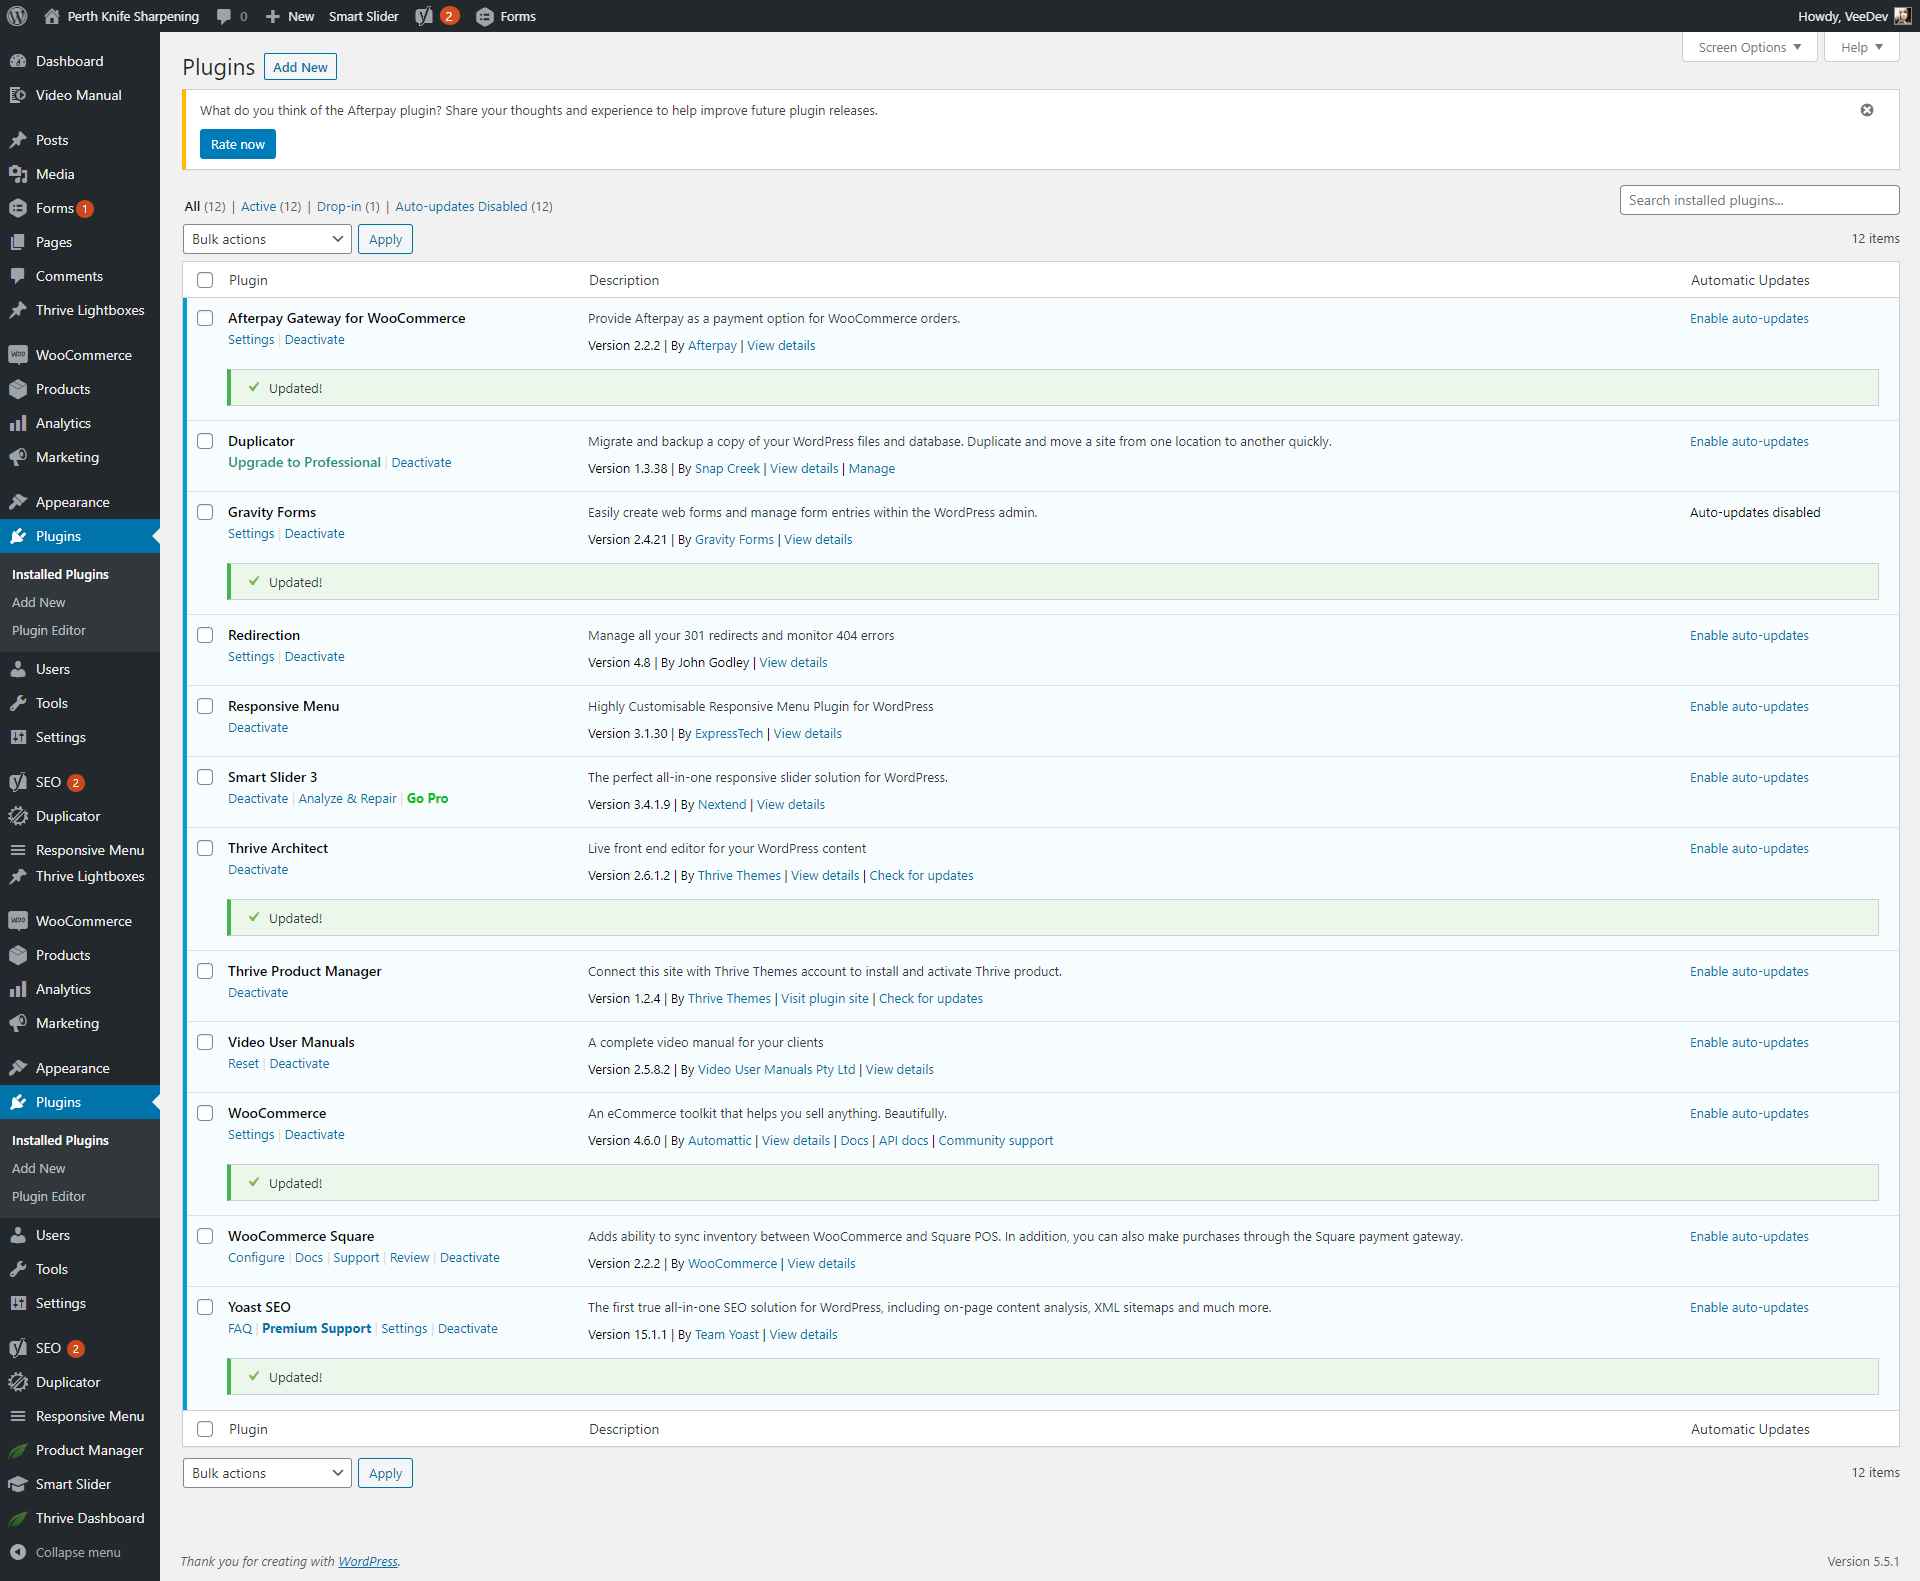 Perth Knife Sharpening
0
New
Smart Slider
2
Forms
Howdy, VeeDev
Dashboard
Video Manual
Posts
Media
Forms 1
Pages
Comments
Thrive Lightboxes
WooCommerce
Products
Analytics
Marketing
Appearance
Plugins
Installed Plugins
Add New
Plugin Editor
Users
Tools
Settings
SEO 2
Duplicator
Responsive Menu
Thrive Lightboxes
WooCommerce
Products
Analytics
Marketing
Appearance
Plugins
Installed Plugins
Add New
Plugin Editor
Users
Tools
Settings
SEO 2
Duplicator
Responsive Menu
Product Manager
Smart Slider
Thrive Dashboard
Collapse menu
Screen Options
Help
Plugins
Add New
What do you think of the Afterpay plugin? Share your thoughts and experience to help improve future plugin releases.
Rate now
All (12) | Active (12) | Drop-in (1) | Auto-updates Disabled (12)
Search installed plugins...
Bulk actions
Apply
12 items
Plugin
Description
Automatic Updates
Afterpay Gateway for WooCommerce
Settings | Deactivate
Provide Afterpay as a payment option for WooCommerce orders.
Version 2.2.2 | By Afterpay | View details
Enable auto-updates
Updated!
Duplicator
Upgrade to Professional | Deactivate
Migrate and backup a copy of your WordPress files and database. Duplicate and move a site from one location to another quickly.
Version 1.3.38 | By Snap Creek | View details | Manage
Enable auto-updates
Gravity Forms
Settings | Deactivate
Easily create web forms and manage form entries within the WordPress admin.
Version 2.4.21 | By Gravity Forms | View details
Auto-updates disabled
Updated!
Redirection
Settings | Deactivate
Manage all your 301 redirects and monitor 404 errors
Version 4.8 | By John Godley | View details
Enable auto-updates
Responsive Menu
Deactivate
Highly Customisable Responsive Menu Plugin for WordPress
Version 3.1.30 | By ExpressTech | View details
Enable auto-updates
Smart Slider 3
Deactivate | Analyze & Repair | Go Pro
The perfect all-in-one responsive slider solution for WordPress.
Version 3.4.1.9 | By Nextend | View details
Enable auto-updates
Thrive Architect
Deactivate
Live front end editor for your WordPress content
Version 2.6.1.2 | By Thrive Themes | View details | Check for updates
Enable auto-updates
Updated!
Thrive Product Manager
Deactivate
Connect this site with Thrive Themes account to install and activate Thrive product.
Version 1.2.4 | By Thrive Themes | Visit plugin site | Check for updates
Enable auto-updates
Video User Manuals
Reset | Deactivate
A complete video manual for your clients
Version 2.5.8.2 | By Video User Manuals Pty Ltd | View details
Enable auto-updates
WooCommerce
Settings | Deactivate
An eCommerce toolkit that helps you sell anything. Beautifully.
Version 4.6.0 | By Automattic | View details | Docs | API docs | Community support
Enable auto-updates
Updated!
WooCommerce Square
Configure | Docs | Support | Review | Deactivate
Adds ability to sync inventory between WooCommerce and Square POS. In addition, you can also make purchases through the Square payment gateway.
Version 2.2.2 | By WooCommerce | View details
Enable auto-updates
Yoast SEO
FAQ | Premium Support | Settings | Deactivate
The first true all-in-one SEO solution for WordPress, including on-page content analysis, XML sitemaps and much more.
Version 15.1.1 | By Team Yoast | View details
Enable auto-updates
Updated!
Plugin
Description
Automatic Updates
Bulk actions
Apply
12 items
Thank you for creating with WordPress.
Version 5.5.1